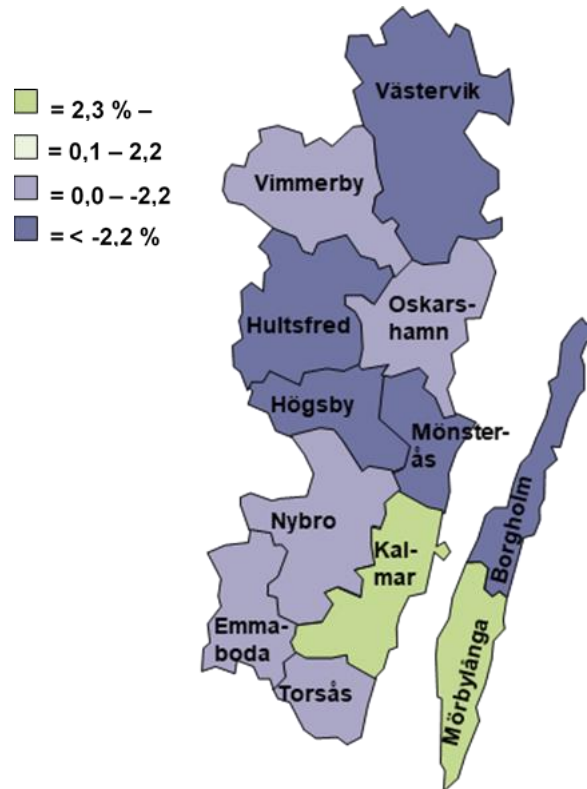 = 2,3 % –
= 0,1 – 2,2
= 0,0 – -2,2
= < -2,2 %
Västervik
Vimmerby
Oskars-
hamn
Hultsfred
Högsby
Mönster-
ås
Borgholm
Nybro
Kal-
mar
Emma-
boda
Mörbylånga
Torsås